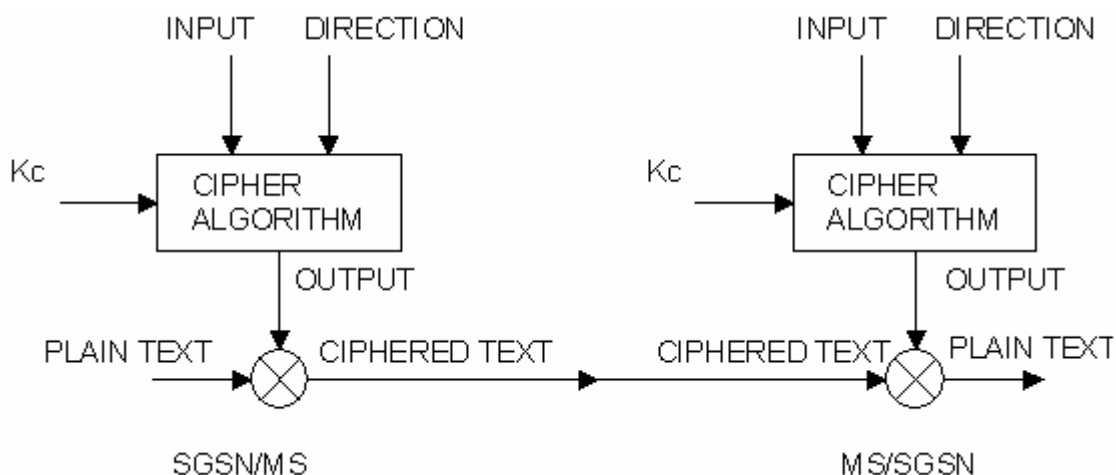 INPUT DIRECTION INPUT DIRECTION
Kc CIPHER ALGORITHM Kc CIPHER ALGORITHM
OUTPUT OUTPUT
PLAIN TEXT CIPHERED TEXT CIPHERED TEXT PLAIN TEXT
SGSN/MS MS/SGSN